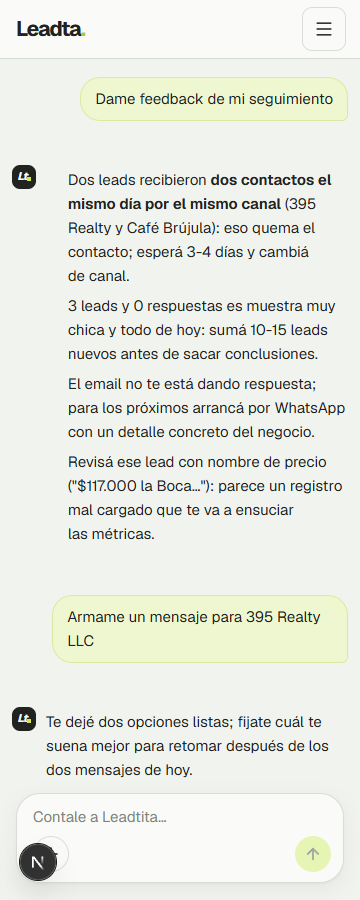 Leadta.
Dame feedback de mi seguimiento
Lt.
Dos leads recibieron dos contactos el
mismo día por el mismo canal (395
Realty y Café Brújula): eso quema el
contacto; esperá 3-4 días y cambiá
de canal.
3 leads y 0 respuestas es muestra muy
chica y todo de hoy: sumá 10-15 leads
nuevos antes de sacar conclusiones.
El email no te está dando respuesta;
para los próximos arrancá por WhatsApp
con un detalle concreto del negocio.
Revisá ese lead con nombre de precio
("$117.000 la Boca..."): parece un registro
mal cargado que te va a ensuciar
las métricas.
Armame un mensaje para 395 Realty
LLC
Lt.
Te dejé dos opciones listas; fijate cuál te
suena mejor para retomar después de los
dos mensajes de hoy.
Contale a Leadtita...
N